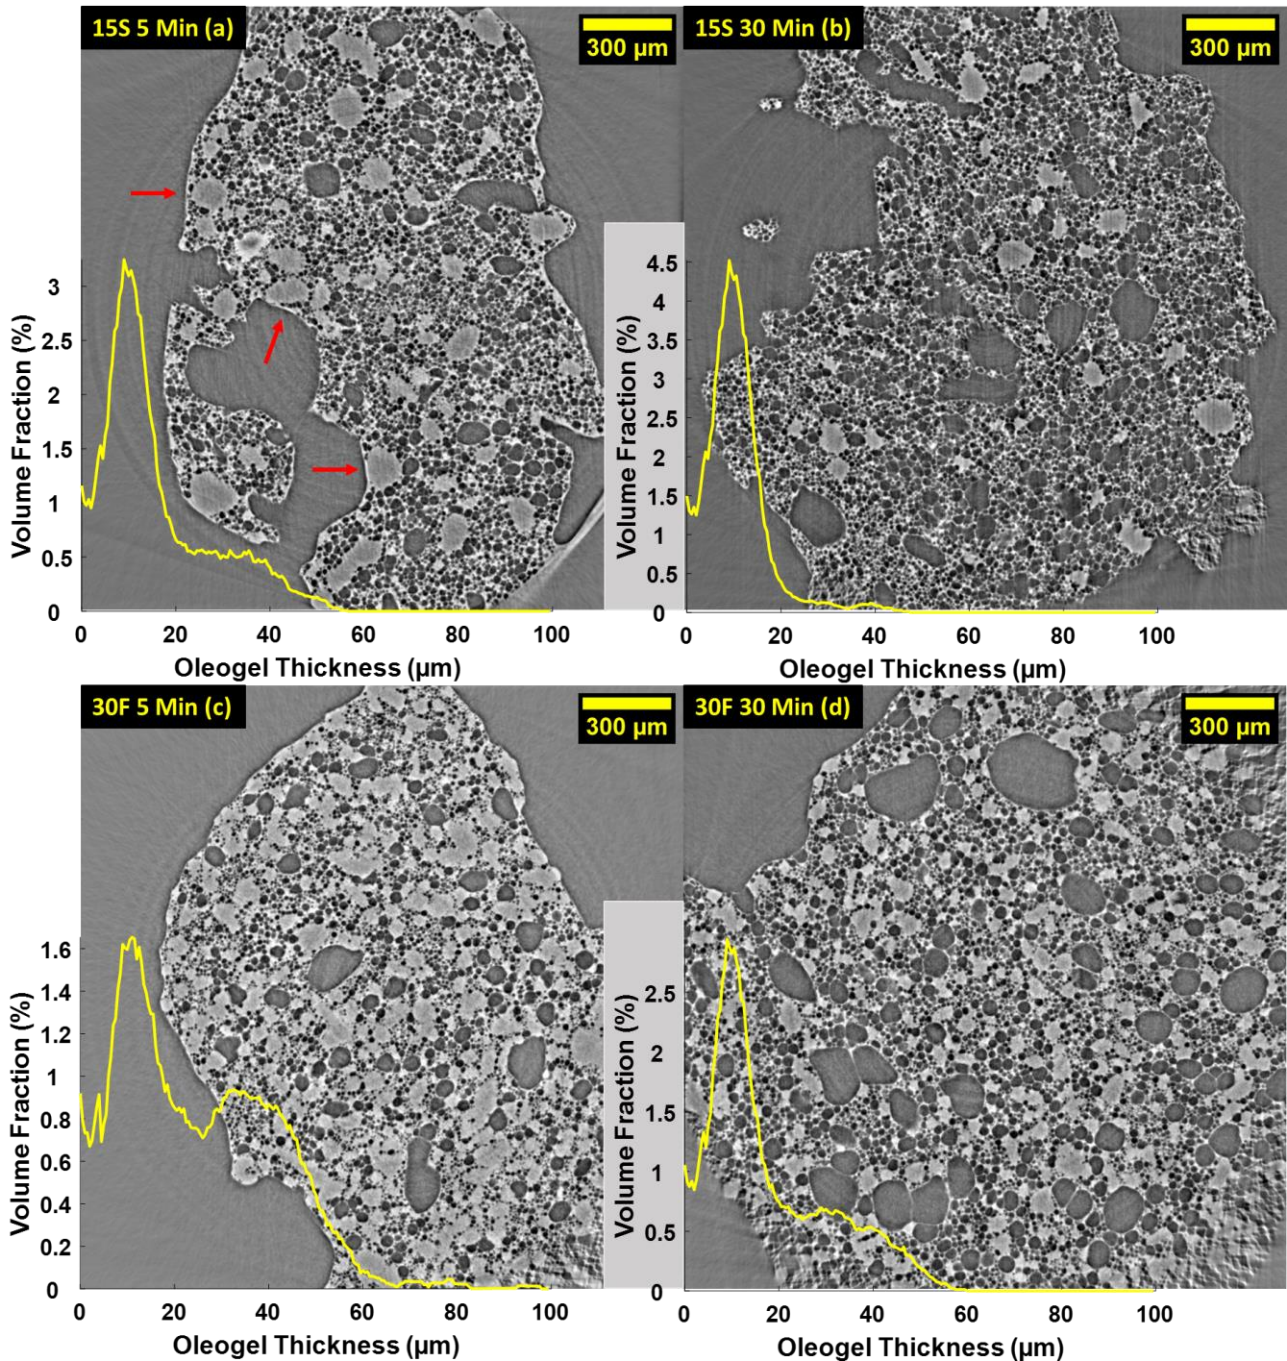 15S 5 Min (a)
300 µm
15S 30 Min (b)
300 µm
Volume Fraction (%)
3
2.5
2
1.5
1
0.5
0
0 20 40 60 80 100
Oleogel Thickness (µm)
Volume Fraction (%)
4.5
4
3.5
3
2.5
2
1.5
1
0.5
0
0 20 40 60 80 100
Oleogel Thickness (µm)
30F 5 Min (c)
300 µm
30F 30 Min (d)
300 µm
Volume Fraction (%)
1.6
1.4
1.2
1
0.8
0.6
0.4
0.2
0
0 20 40 60 80 100
Oleogel Thickness (µm)
Volume Fraction (%)
2.5
2
1.5
1
0.5
0
0 20 40 60 80 100
Oleogel Thickness (µm)